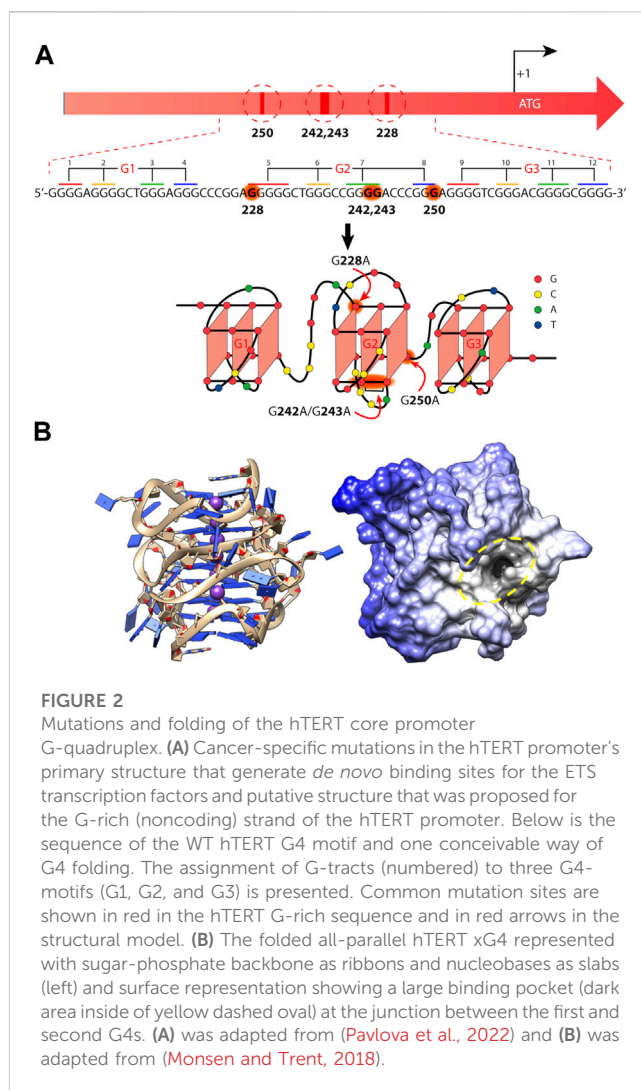 A
+1
ATG
250
242,243
228
1
2
3
4
5
6
7
8
9
10
11
12
G1
G2
G3
5'-GGGGAGGGGCTGGGAGGGCCCGGAGGGGGCTGGGCCGGGGACCCGGGAGGGGTCGGGACGGGGCGGGG-3'
228
242,243
250
G228A
G
C
A
T
G1
G2
G3
G250A
G242A/G243A
B
FIGURE 2
Mutations and folding of the hTERT core promoter
G-quadruplex. (A) Cancer-specific mutations in the hTERT promoter's
primary structure that generate de novo binding sites for the ETS
transcription factors and putative structure that was proposed for
the G-rich (noncoding) strand of the hTERT promoter. Below is the
sequence of the WT hTERT G4 motif and one conceivable way of
G4 folding. The assignment of G-tracts (numbered) to three G4-
motifs (G1, G2, and G3) is presented. Common mutation sites are
shown in red in the hTERT G-rich sequence and in red arrows in the
structural model. (B) The folded all-parallel hTERT xG4 represented
with sugar-phosphate backbone as ribbons and nucleobases as slabs
(left) and surface representation showing a large binding pocket (dark
area inside of yellow dashed oval) at the junction between the first and
second G4s. (A) was adapted from (Pavlova et al., 2022) and (B) was
adapted from (Monsen and Trent, 2018).